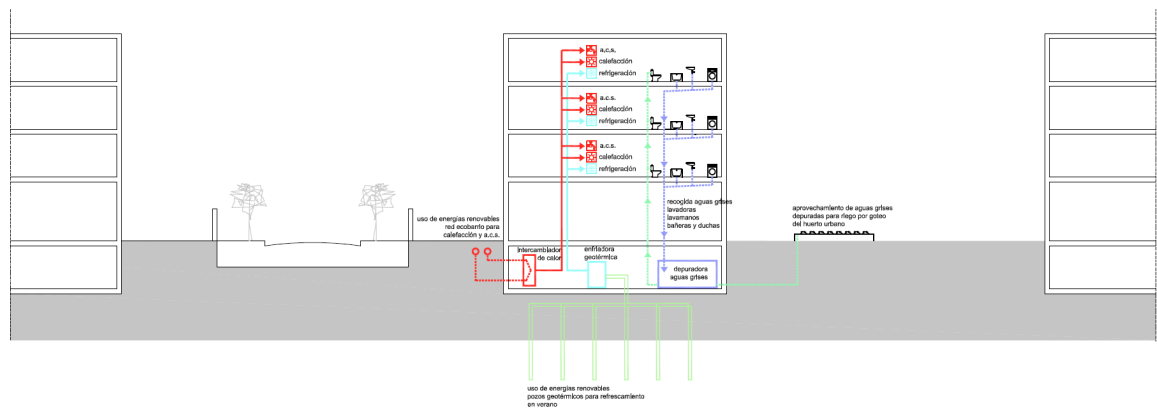 a.c.s.
calefacción
refrigeración
a.c.s.
calefacción
refrigeración
a.c.s.
calefacción
refrigeración
recogida aguas grises
lavadoras
lavamanos
bañeras y duchas
aprovechamiento de aguas grises
depuradas para riego por goteo
del huerto urbano
uso de energías renovables
red ecobarrio para
calefacción y a.c.s.
intercambiador
de calor
enfriadora
geotérmica
depuradora
aguas grises
uso de energías renovables
pozos geotérmicos para refrescamiento
en verano